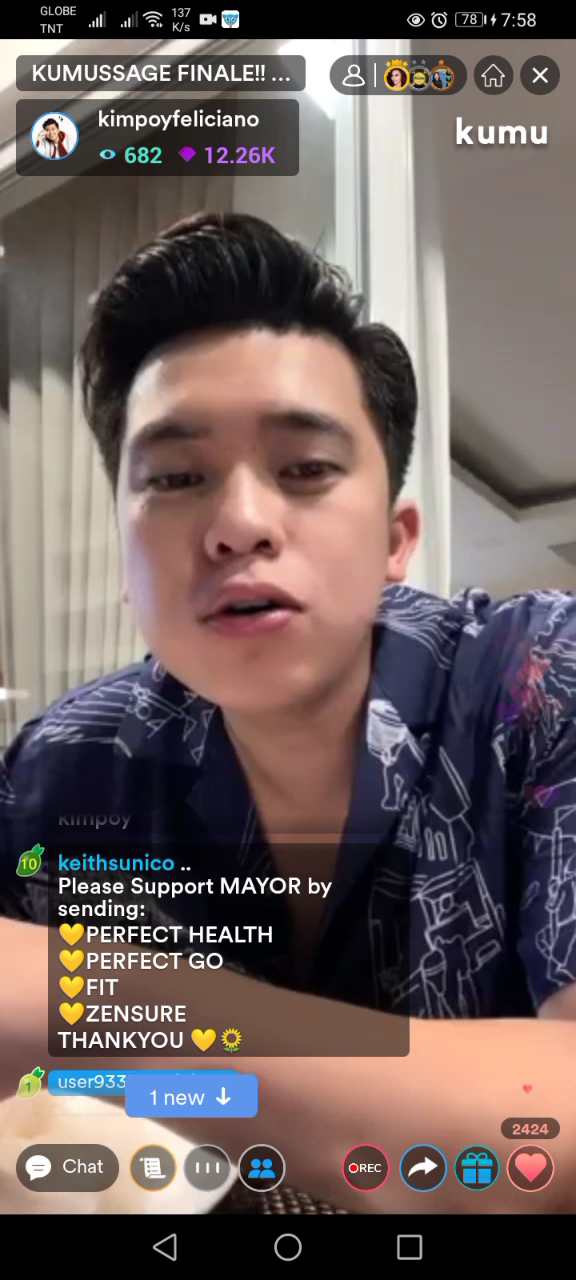 GLOBE
TNT
137
K/s
78
7:58
KUMUSSAGE FINALE!! ...
kimpoyfeliciano
682
12.26K
kumu
kimpoy
10
keithsunico ..
Please Support MAYOR by
sending:
💛PERFECT HEALTH
💛PERFECT GO
💛FIT
💛ZENSURE
THANKYOU 💛🌻
1
1 new ↓
2424
Chat
REC